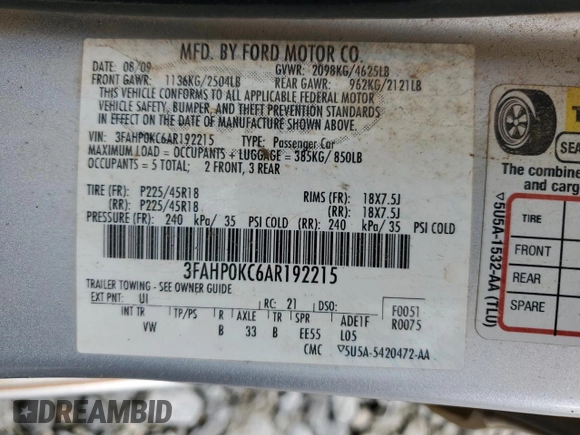 MFD. BY FORD MOTOR CO.
DATE: 08/09 GVWR: 2098KG/4625LB
FRONT GAWR: 1136KG/2504LB REAR GAWR: 962KG/2121LB
THIS VEHICLE CONFORMS TO ALL APPLICABLE FEDERAL MOTOR
VEHICLE SAFETY, BUMPER, AND THEFT PREVENTION STANDARDS
IN EFFECT ON THE DATE OF MANUFACTURE SHOWN ABOVE.
VIN: 3FAHP0KC6AR192215 TYPE: Passenger Car
MAXIMUM LOAD = OCCUPANTS + LUGGAGE = 385KG/850LB
OCCUPANTS = 5 TOTAL; 2 FRONT, 3 REAR
TIRE (FR): P225/45R18 RIMS (FR): 18X7.5J
(RR): P225/45R18 (RR): 18X7.5J
PRESSURE (FR): 240 kPa/ 35 PSI COLD (RR): 240 kPa/ 35 PSI COLD
3FAHP0KC6AR192215
TRAILER TOWING - SEE OWNER GUIDE
EXT PNT: UI RC: 21 DSO: F0051
INT TR TP/PS R AXLE TR SPR ADE1F R0075
VW B 33 B EE55 L05
CMC ▽5U5A-5420472-AA
SEA
The combine
and carg
TIRE
FRONT
REAR
SPARE
▽5U5A-1532-AA (TLU)
DREAMBID